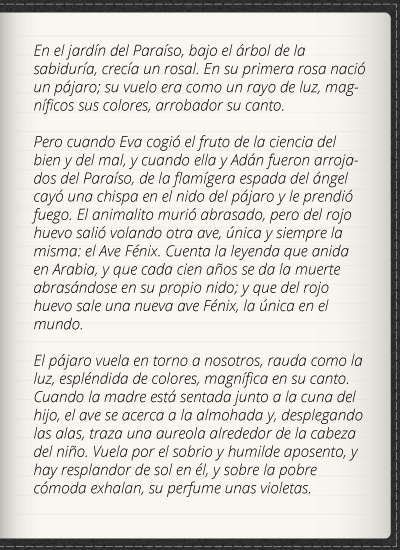 En el jardín del Paraíso, bajo el árbol de la
sabiduría, crecía un rosal. En su primera rosa nació
un pájaro; su vuelo era como un rayo de luz, mag-
níficos sus colores, arrobador su canto.

Pero cuando Eva cogió el fruto de la ciencia del
bien y del mal, y cuando ella y Adán fueron arroja-
dos del Paraíso, de la flamígera espada del ángel
cayó una chispa en el nido del pájaro y le prendió
fuego. El animalito murió abrasado, pero del rojo
huevo salió volando otra ave, única y siempre la
misma: el Ave Fénix. Cuenta la leyenda que anida
en Arabia, y que cada cien años se da la muerte
abrasándose en su propio nido; y que del rojo
huevo sale una nueva ave Fénix, la única en el
mundo.

El pájaro vuela en torno a nosotros, rauda como la
luz, espléndida de colores, magnífica en su canto.
Cuando la madre está sentada junto a la cuna del
hijo, el ave se acerca a la almohada y, desplegando
las alas, traza una aureola alrededor de la cabeza
del niño. Vuela por el sobrio y humilde aposento, y
hay resplandor de sol en él, y sobre la pobre
cómoda exhalan, su perfume unas violetas.